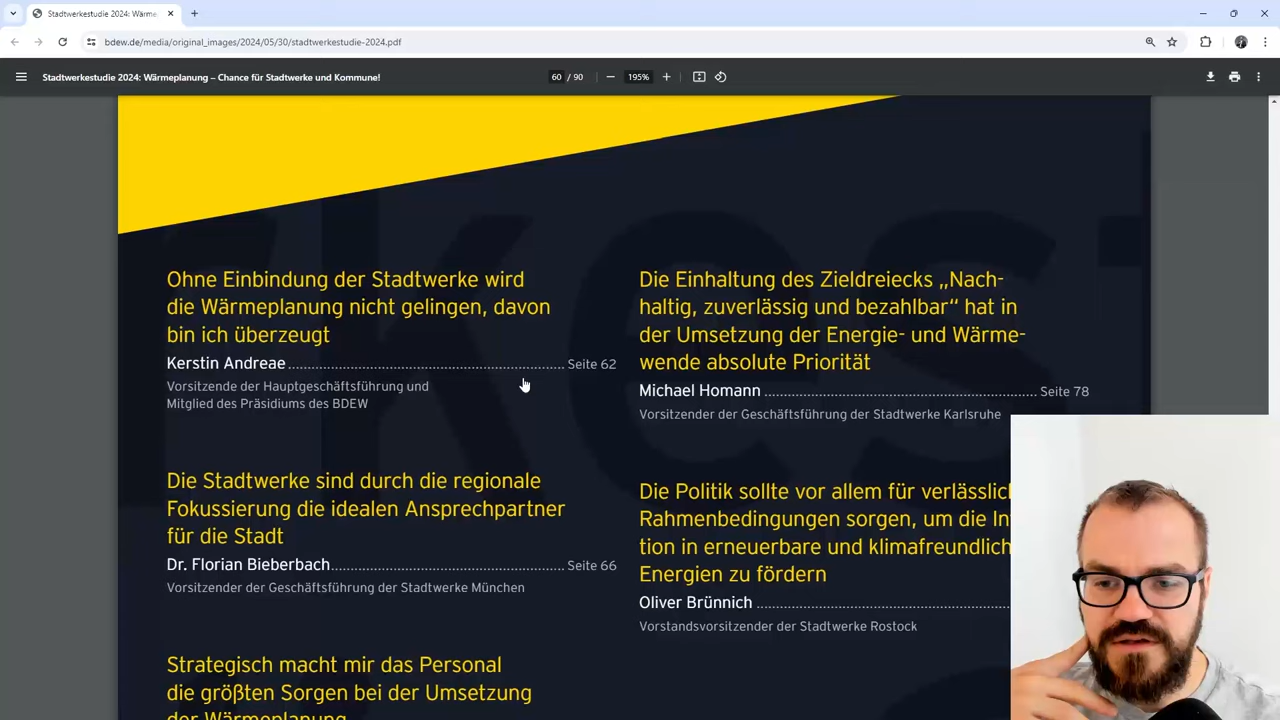 Stadtwerkestudie 2024: Wärme
bdew.de/media/original_images/2024/05/30/stadtwerkestudie-2024.pdf
Stadtwerkestudie 2024: Wärmeplanung – Chance für Stadtwerke und Kommune!
60 / 90
195%
Ohne Einbindung der Stadtwerke wird
die Wärmeplanung nicht gelingen, davon
bin ich überzeugt
Kerstin Andreae Seite 62
Vorsitzende der Hauptgeschäftsführung und
Mitglied des Präsidiums des BDEW
Die Stadtwerke sind durch die regionale
Fokussierung die idealen Ansprechpartner
für die Stadt
Dr. Florian Bieberbach Seite 66
Vorsitzender der Geschäftsführung der Stadtwerke München
Strategisch macht mir das Personal
die größten Sorgen bei der Umsetzung
der Wärmeplanung
Die Einhaltung des Zieldreiecks „Nach-
haltig, zuverlässig und bezahlbar“ hat in
der Umsetzung der Energie- und Wärme-
wende absolute Priorität
Michael Homann Seite 78
Vorsitzender der Geschäftsführung der Stadtwerke Karlsruhe
Die Politik sollte vor allem für verlässlic
Rahmenbedingungen sorgen, um die In
tion in erneuerbare und klimafreundlich
Energien zu fördern
Oliver Brünnich
Vorstandsvorsitzender der Stadtwerke Rostock